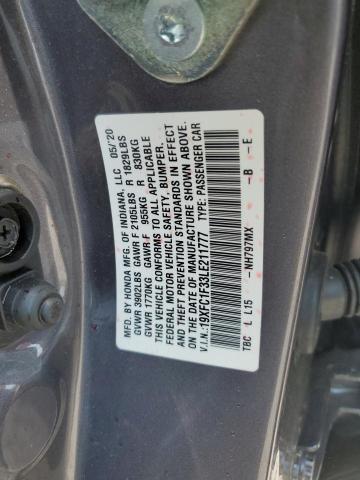 MFD. BY HONDA MFG. OF INDIANA, LLC 05/'20
GVWR 3902LBS GAWR F 2105LBS R 1829LBS
GVWR 1770KG GAWR F 955KG R 830KG
THIS VEHICLE CONFORMS TO ALL APPLICABLE
FEDERAL MOTOR VEHICLE SAFETY, BUMPER,
AND THEFT PREVENTION STANDARDS IN EFFECT
ON THE DATE OF MANUFACTURE SHOWN ABOVE.
V.I.N.:19XFC1F33LE211777 TYPE: PASSENGER CAR
TBC L L15 - NH797MX - B - E